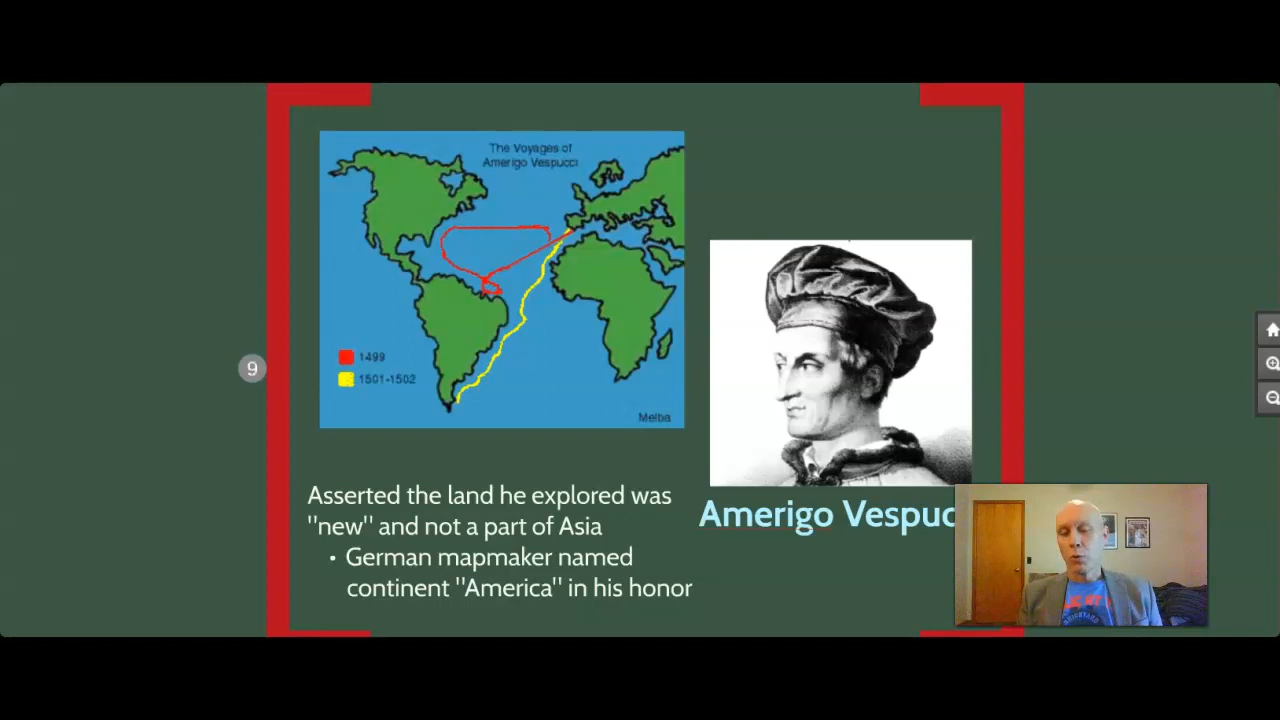 The Voyages of
Amerigo Vespucci
1499
1501-1502
Melba
9
Asserted the land he explored was
"new" and not a part of Asia
• German mapmaker named
continent "America" in his honor
Amerigo Vespuc